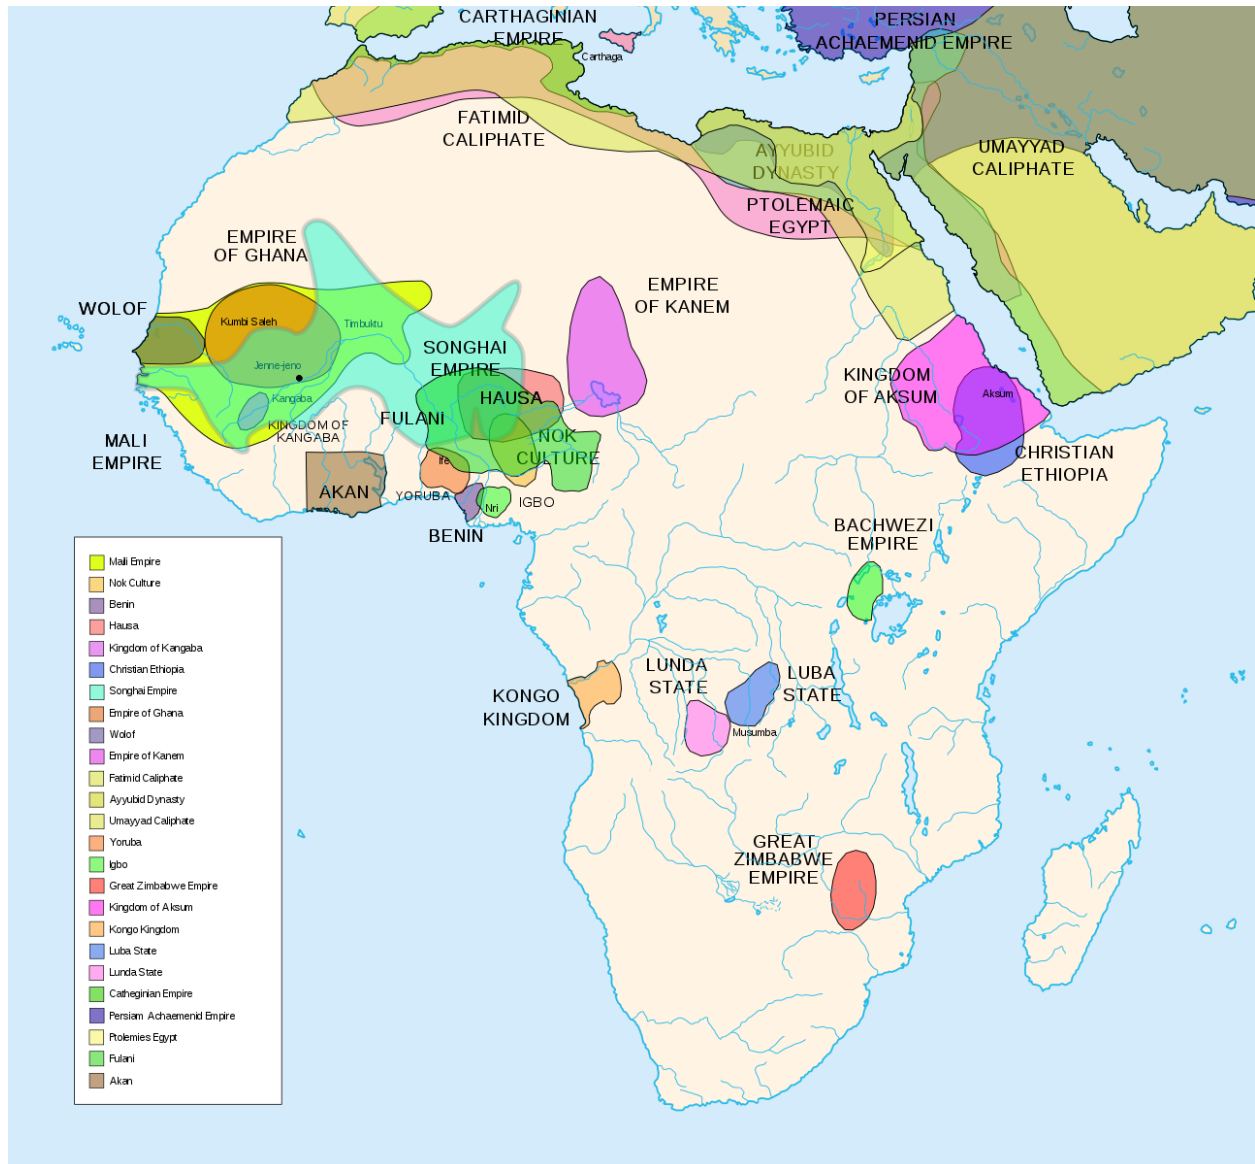 CARTHAGINIAN
EMPIRE
Carthaga
PERSIAN
ACHAEMENID EMPIRE
FATIMID
CALIPHATE
AYYUBID
DYNASTY
UMAYYAD
CALIPHATE
PTOLEMAIC
EGYPT
EMPIRE
OF GHANA
EMPIRE
OF KANEM
WOLOF
Kumbi Saleh
Timbuktu
Jenne-jeno
Kangaba
KINGDOM OF
KANGABA
SONGHAI
EMPIRE
HAUSA
FULANI
NOK
CULTURE
KINGDOM
OF AKSUM
Aksum
CHRISTIAN
ETHIOPIA
MALI
EMPIRE
AKAN
Ife
YORUBA
Nri
IGBO
BENIN
BACHWEZI
EMPIRE
LUNDA
STATE
LUBA
STATE
KONGO
KINGDOM
Musumba
GREAT
ZIMBABWE
EMPIRE
Malli Empire
Nok Culture
Benin
Hausa
Kingdom of Kangaba
Christian Ethiopia
Songhai Empire
Empire of Ghana
Wolof
Empire of Kanem
Fatimid Caliphate
Ayyubid Dynasty
Umayyad Caliphate
Yoruba
Igbo
Great Zimbabwe Empire
Kingdom of Aksum
Kongo Kingdom
Luba State
Lunda State
Catheginian Empire
Persiam Achaemenid Empire
Ptolemies Egypt
Fulani
Akan